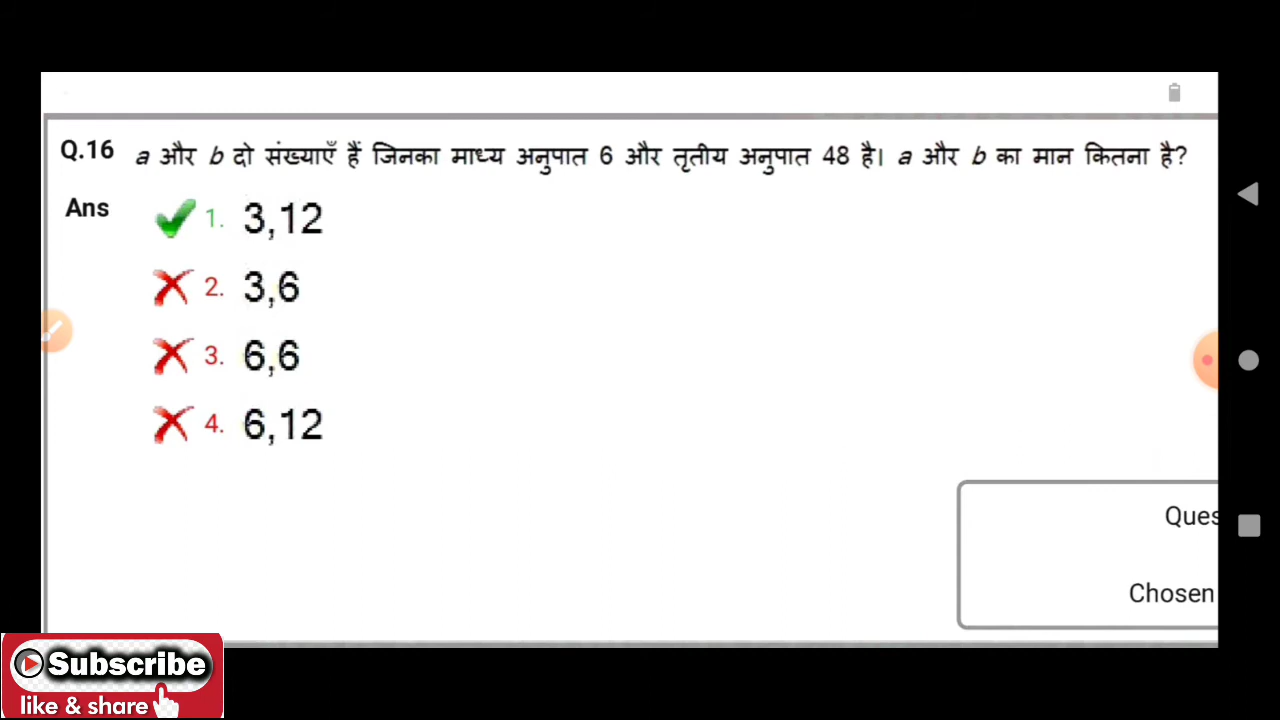 Q.16 a और b दो संख्याएँ हैं जिनका माध्य अनुपात 6 और तृतीय अनुपात 48 है। a और b का मान कितना है?
Ans 1. 3,12
2. 3,6
3. 6,6
4. 6,12
Ques
Chosen
Subscribe
like & share